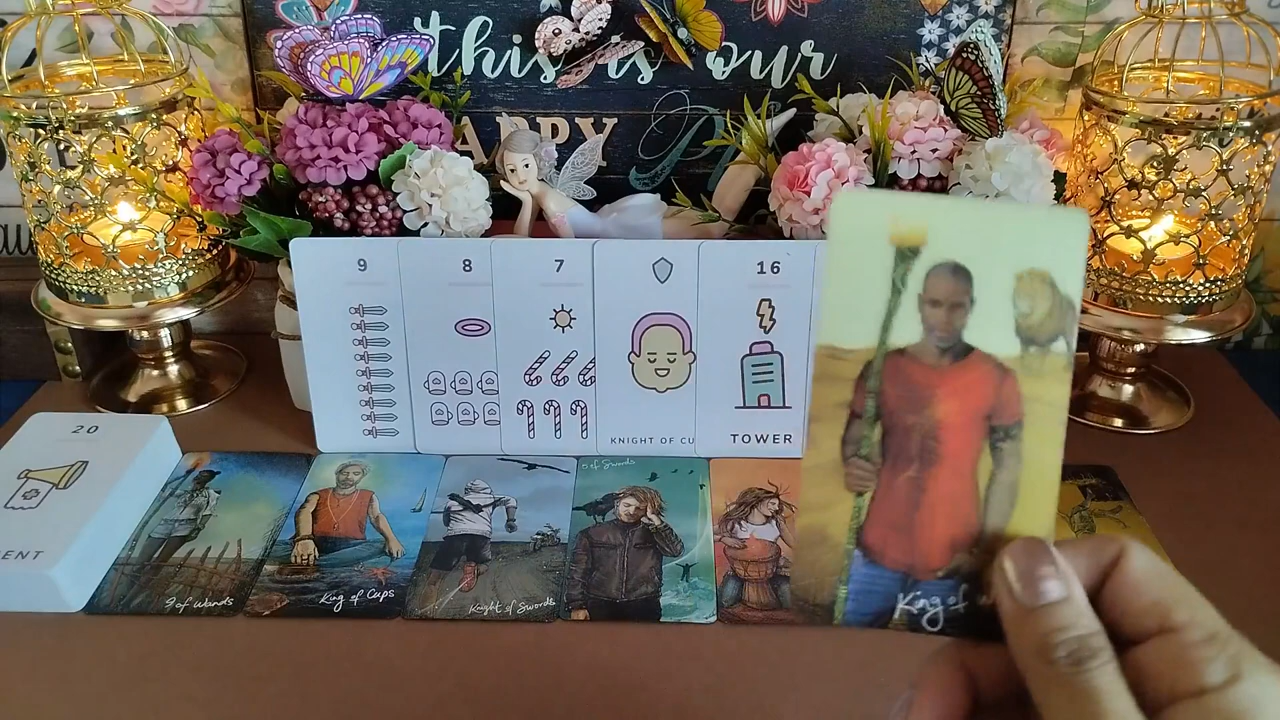 this is our
APPY
9
8
7
16
KNIGHT OF CU
TOWER
20
ENT
9 of Wands
King of Cups
Knight of Swords
5 of Swords
King of w